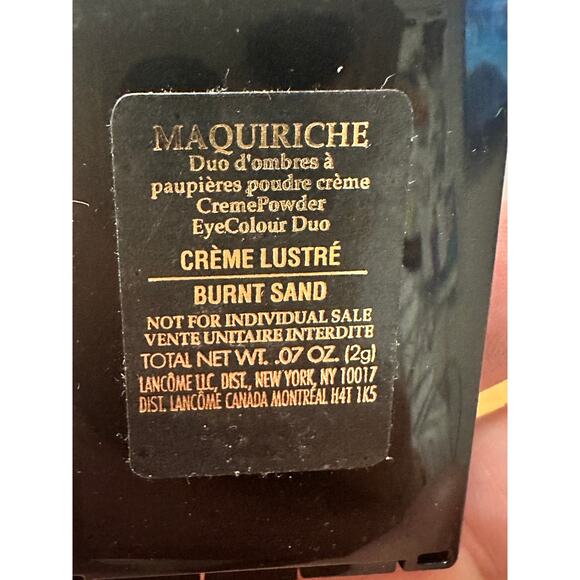 MAQUIRICHE
Duo d'ombres à
paupières poudre crème
CremePowder
EyeColour Duo
CRÈME LUSTRÉ
BURNT SAND
NOT FOR INDIVIDUAL SALE
VENTE UNITAIRE INTERDITE
TOTAL NET WT. .07 OZ. (2g)
LANCÔME LLC, DIST., NEW YORK, NY 10017
DIST. LANCÔME CANADA MONTRÉAL H4T 1K5